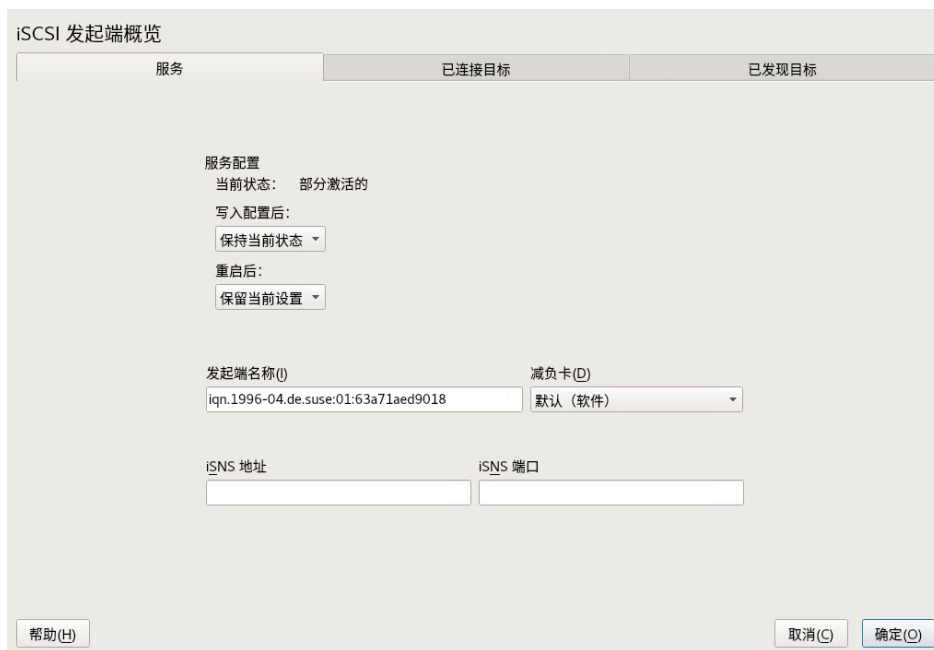 iSCSI 发起端概览
服务 已连接目标 已发现目标
服务配置
当前状态： 部分激活的
写入配置后：
保持当前状态
重启后：
保留当前设置
发起端名称(I) 减负卡(D)
iqn.1996-04.de.suse:01:63a71aed9018 默认（软件）
iSNS 地址 iSNS 端口
帮助(H) 取消(C) 确定(O)